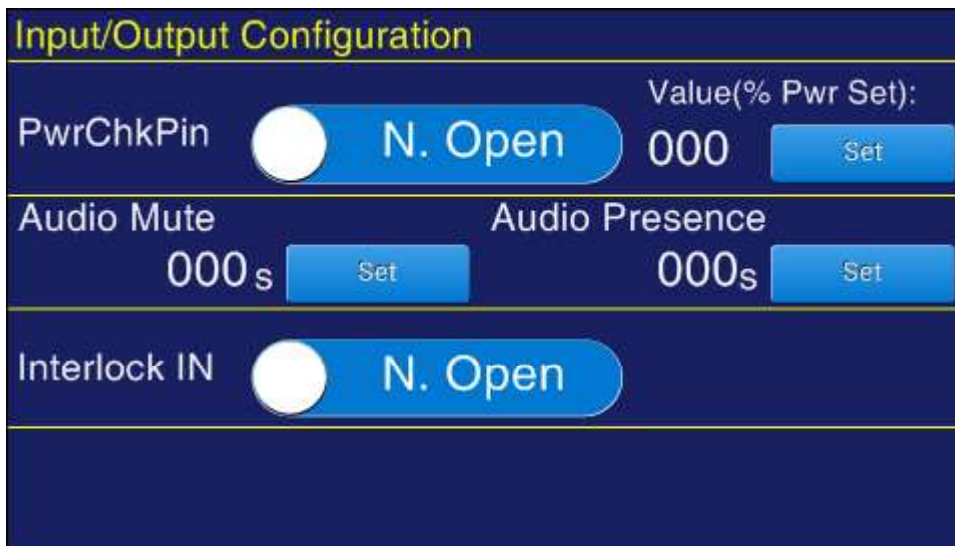 Input/Output Configuration
Value(% Pwr Set):
PwrChkPin
N. Open
000
Set
Audio Mute
Audio Presence
000 s
Set
000s
Set
Interlock IN
N. Open